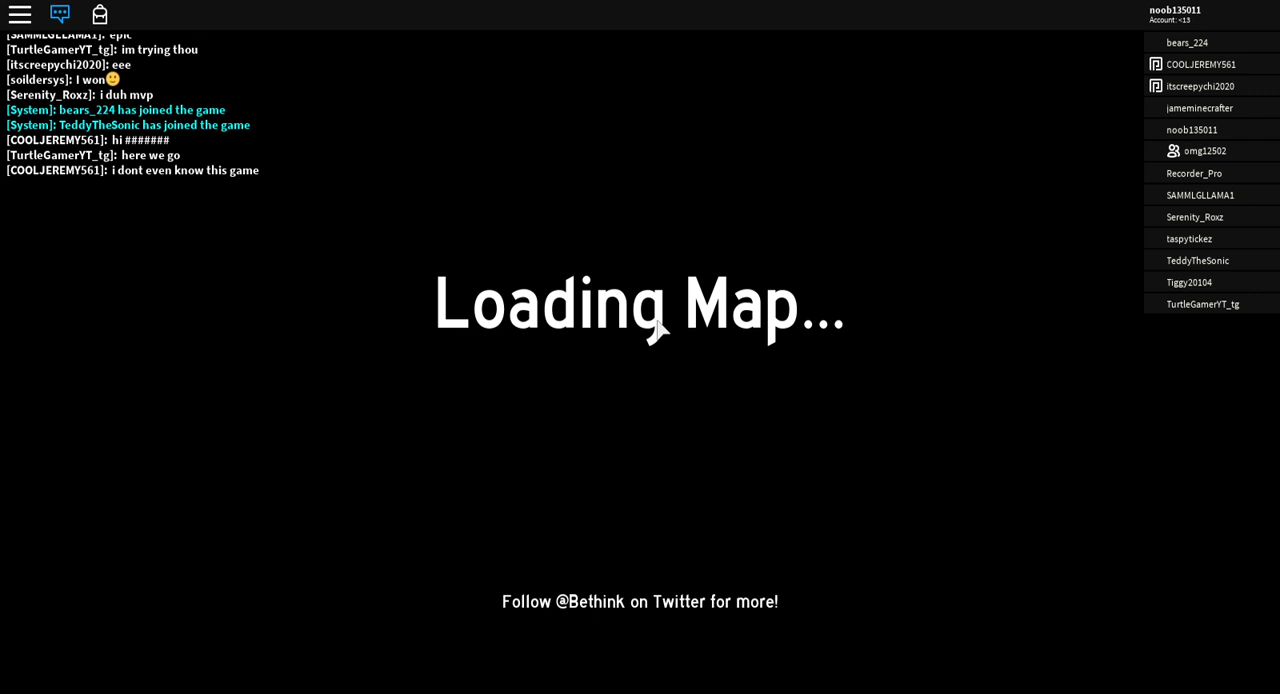 noob135011
Account: <13
[SAMMLGLLAMA1]: epic
[TurtleGamerYT_tg]: im trying thou
[itscreepychi2020]: eee
[soildersys]: I won🙂
[Serenity_Roxz]: i duh mvp
[System]: bears_224 has joined the game
[System]: TeddyTheSonic has joined the game
[COOLJEREMY561]: hi #######
[TurtleGamerYT_tg]: here we go
[COOLJEREMY561]: i dont even know this game
bears_224
COOLJEREMY561
itscreepychi2020
jameminecrafter
noob135011
omg12502
Recorder_Pro
SAMMLGLLAMA1
Serenity_Roxz
taspytickez
TeddyTheSonic
Tiggy20104
TurtleGamerYT_tg
Loading Map...
Follow @Bethink on Twitter for more!